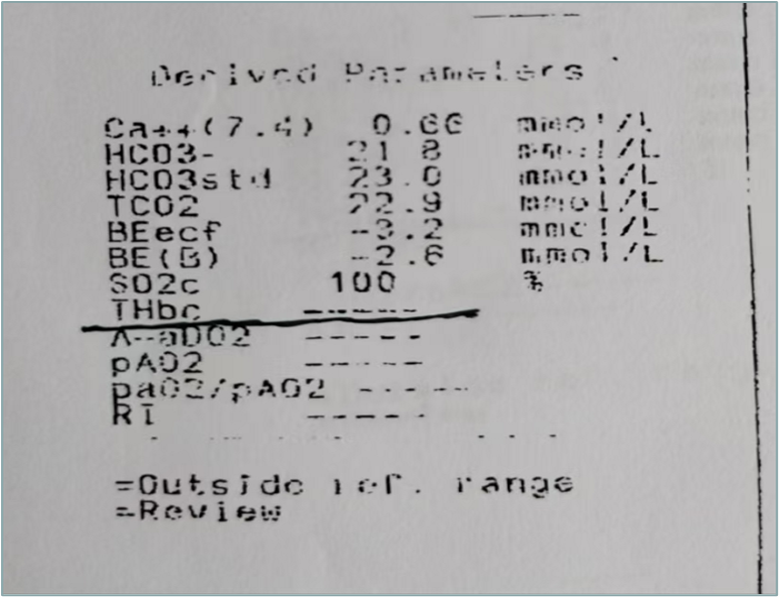 Derived Parameters
Ca++(7.4) 0.66 mmol/L
HCO3- 21.8 mmol/L
HCO3std 23.0 mmol/L
TCO2 22.9 mmol/L
BEecf -3.2 mmol/L
BE(B) -2.6 mmol/L
SO2c 100 %
THbc -----
A-aDO2 -----
pAO2 -----
paO2/pAO2 -----
RI -----
=Outside ref. range
=Review